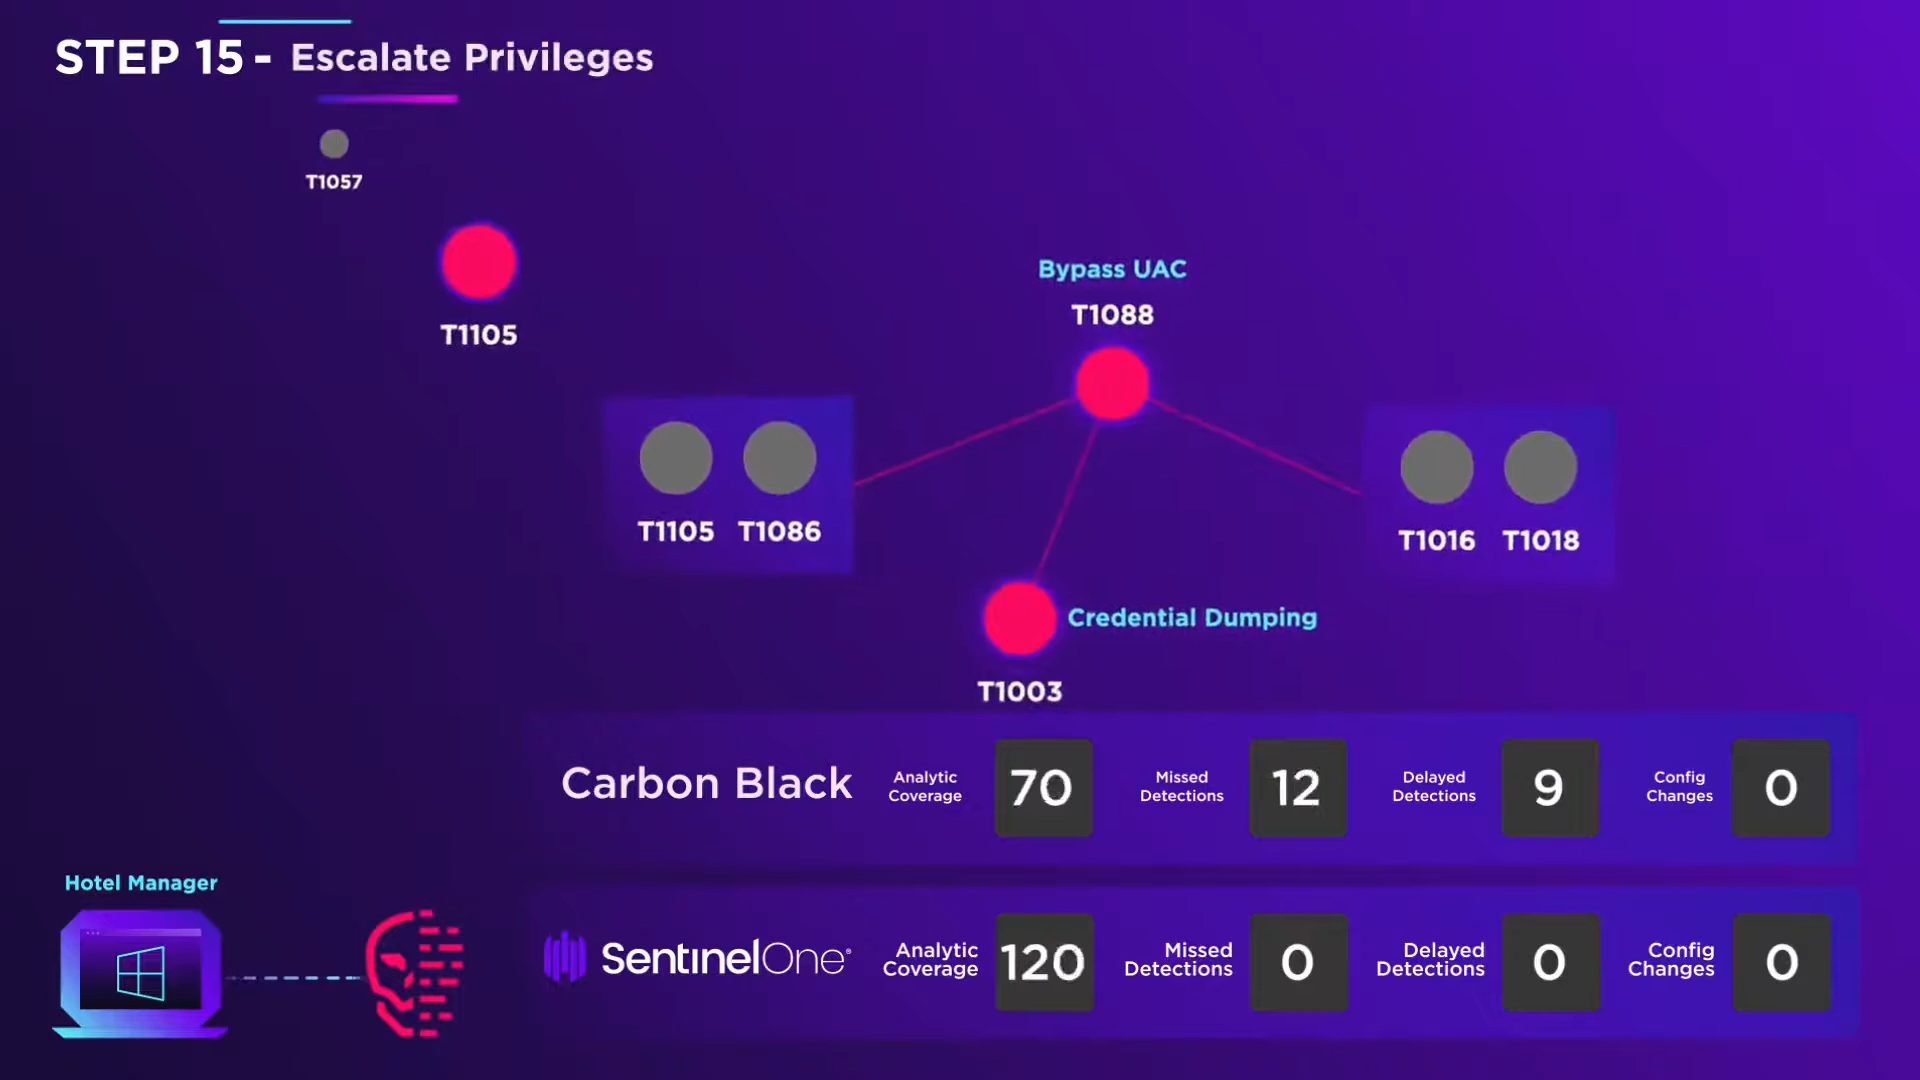 STEP 15 - Escalate Privileges
T1057
T1105
Bypass UAC
T1088
T1105 T1086
T1016 T1018
Credential Dumping
T1003
Carbon Black
Analytic
Coverage
70
Missed
Detections
12
Delayed
Detections
9
Config
Changes
0
Hotel Manager
SentinelOne®
Analytic
Coverage
120
Missed
Detections
0
Delayed
Detections
0
Config
Changes
0